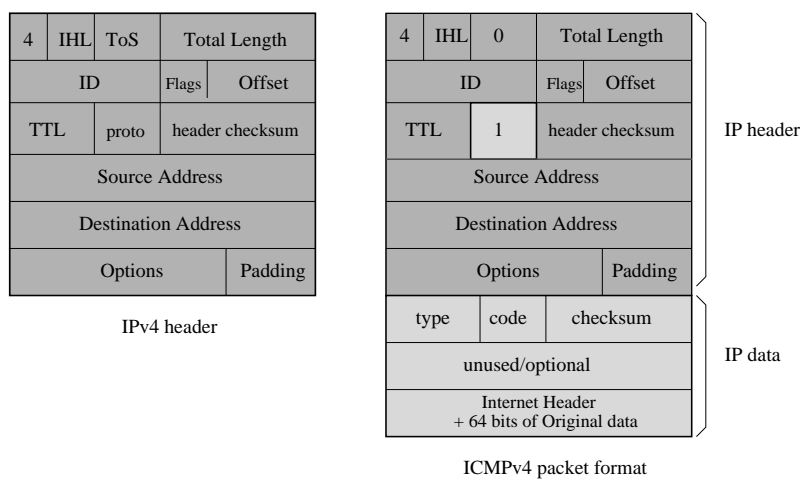 4 IHL ToS Total Length
ID Flags Offset
TTL proto header checksum
Source Address
Destination Address
Options Padding
IPv4 header
4 IHL 0 Total Length
ID Flags Offset
TTL 1 header checksum
Source Address
Destination Address
Options Padding
IP header
type code checksum
unused/optional
Internet Header
+ 64 bits of Original data
IP data
ICMPv4 packet format